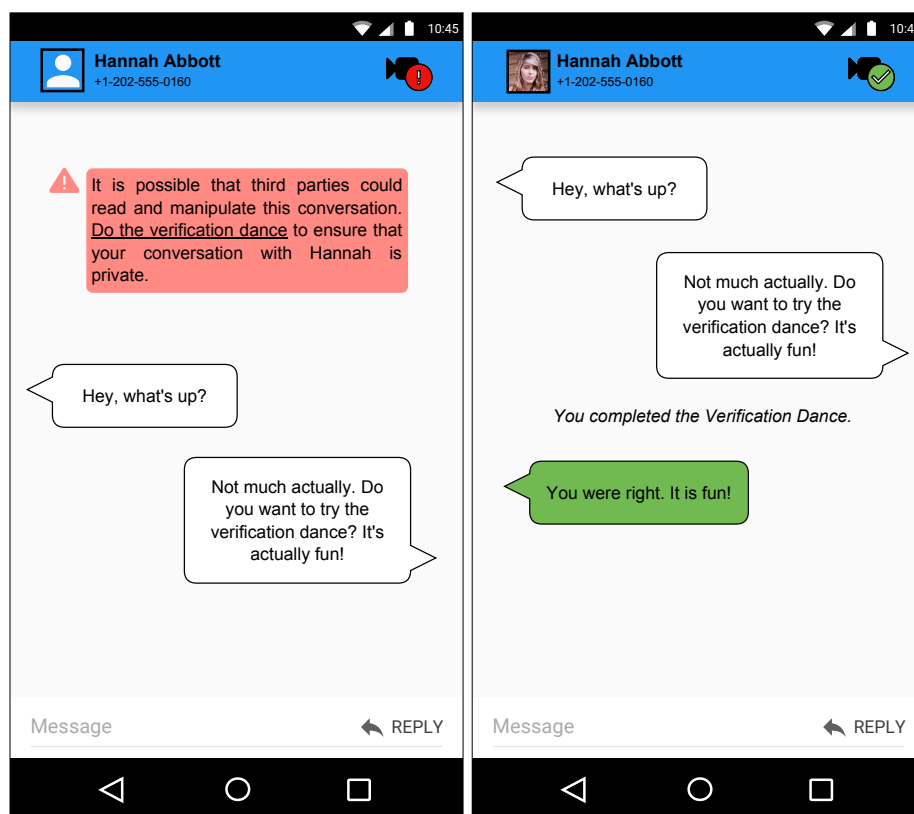 10:45
Hannah Abbott
+1-202-555-0160
It is possible that third parties could
read and manipulate this conversation.
Do the verification dance to ensure that
your conversation with Hannah is
private.
Hey, what's up?
Not much actually. Do
you want to try the
verification dance? It's
actually fun!
Message
REPLY
10:4
Hannah Abbott
+1-202-555-0160
Hey, what's up?
Not much actually. Do
you want to try the
verification dance? It's
actually fun!
You completed the Verification Dance.
You were right. It is fun!
Message
REPLY